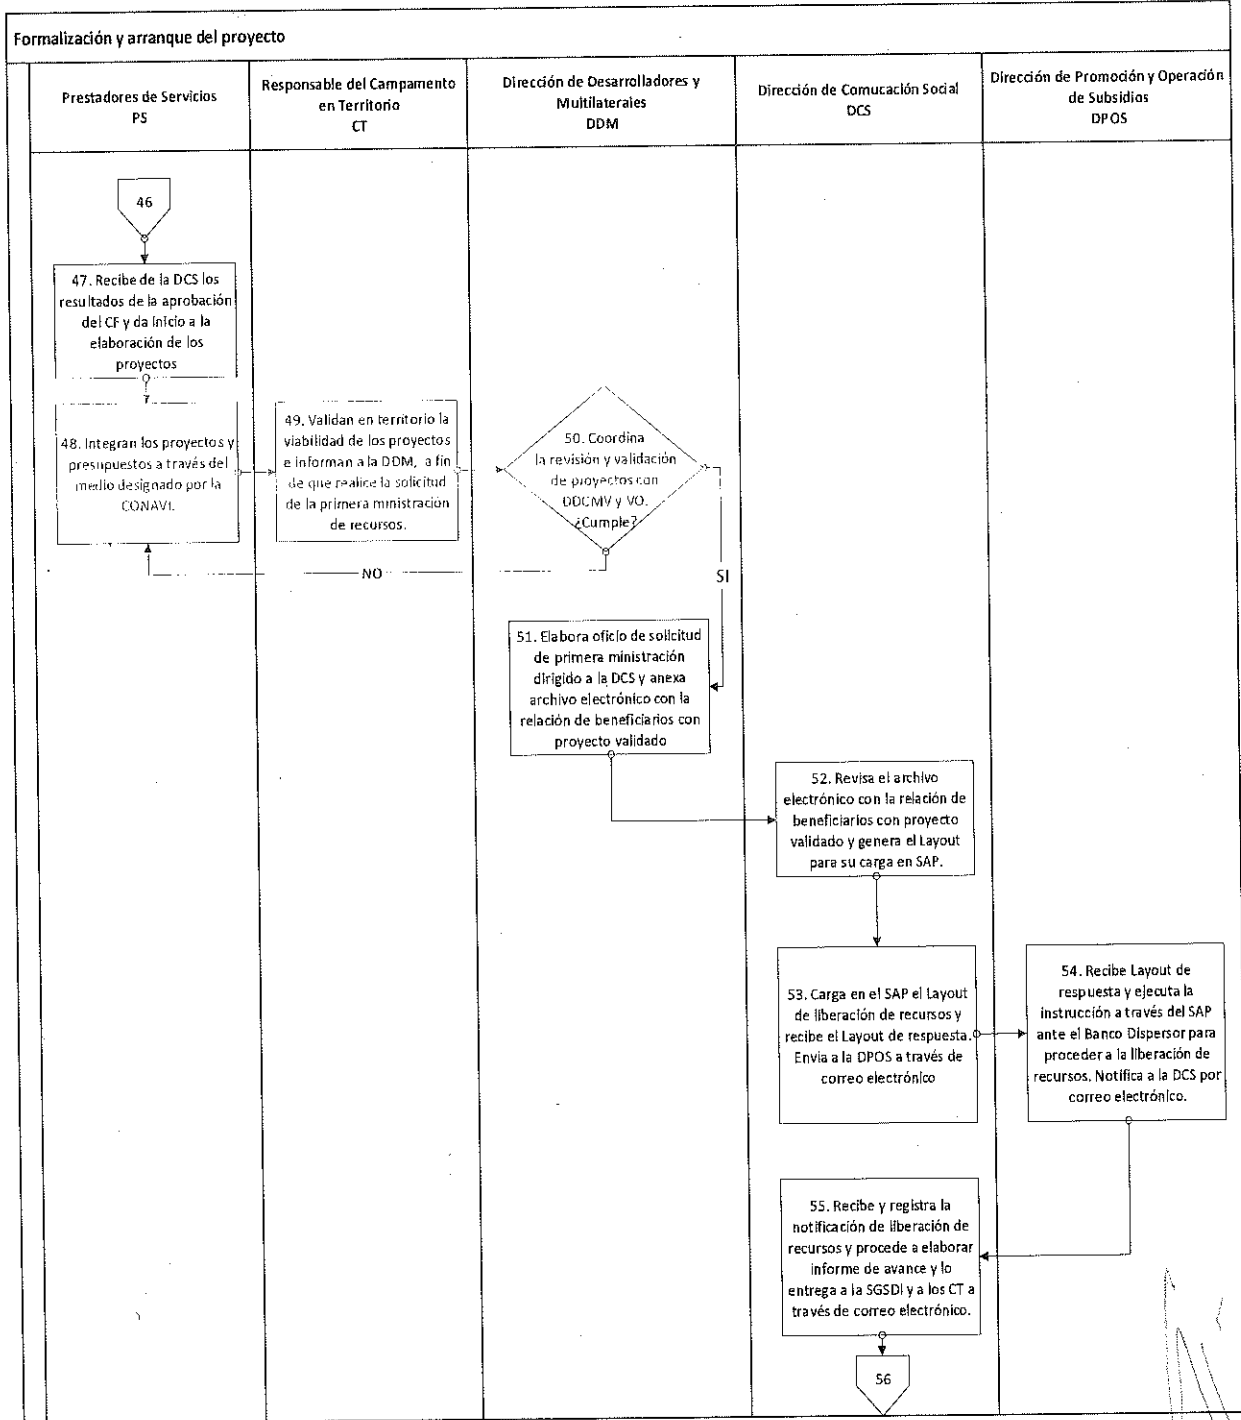 Formalización y arranque del proyecto
Prestadores de Servicios
PS
Responsable del Campamento
en Territorio
CT
Dirección de Desarrolladores y
Multilaterales
DDM
Dirección de Comucación Social
DCS
Dirección de Promoción y Operación
de Subsidios
DPOS
46
47. Recibe de la DCS los
resultados de la aprobación
del CF y da inicio a la
elaboración de los
proyectos
48. Integran los proyectos y
presupuestos a través del
medio designado por la
CONAVI.
49. Validan en territorio la
viabilidad de los proyectos
e informan a la DDM, a fin
de que realice la solicitud
de la primera ministración
de recursos.
50. Coordina
la revisión y validación
de proyectos con
DDCMV y VO.
¿Cumple?
NO
SI
51. Elabora oficio de solicitud
de primera ministración
dirigido a la DCS y anexa
archivo electrónico con la
relación de beneficiarios con
proyecto validado
52. Revisa el archivo
electrónico con la relación de
beneficiarios con proyecto
validado y genera el Layout
para su carga en SAP.
53. Carga en el SAP el Layout
de liberación de recursos y
recibe el Layout de respuesta.
Envia a la DPOS a través de
correo electrónico
54. Recibe Layout de
respuesta y ejecuta la
instrucción a través del SAP
ante el Banco Dispersor para
proceder a la liberación de
recursos. Notifica a la DCS por
correo electrónico.
55. Recibe y registra la
notificación de liberación de
recursos y procede a elaborar
informe de avance y lo
entrega a la SGSDI y a los CT a
través de correo electrónico.
56